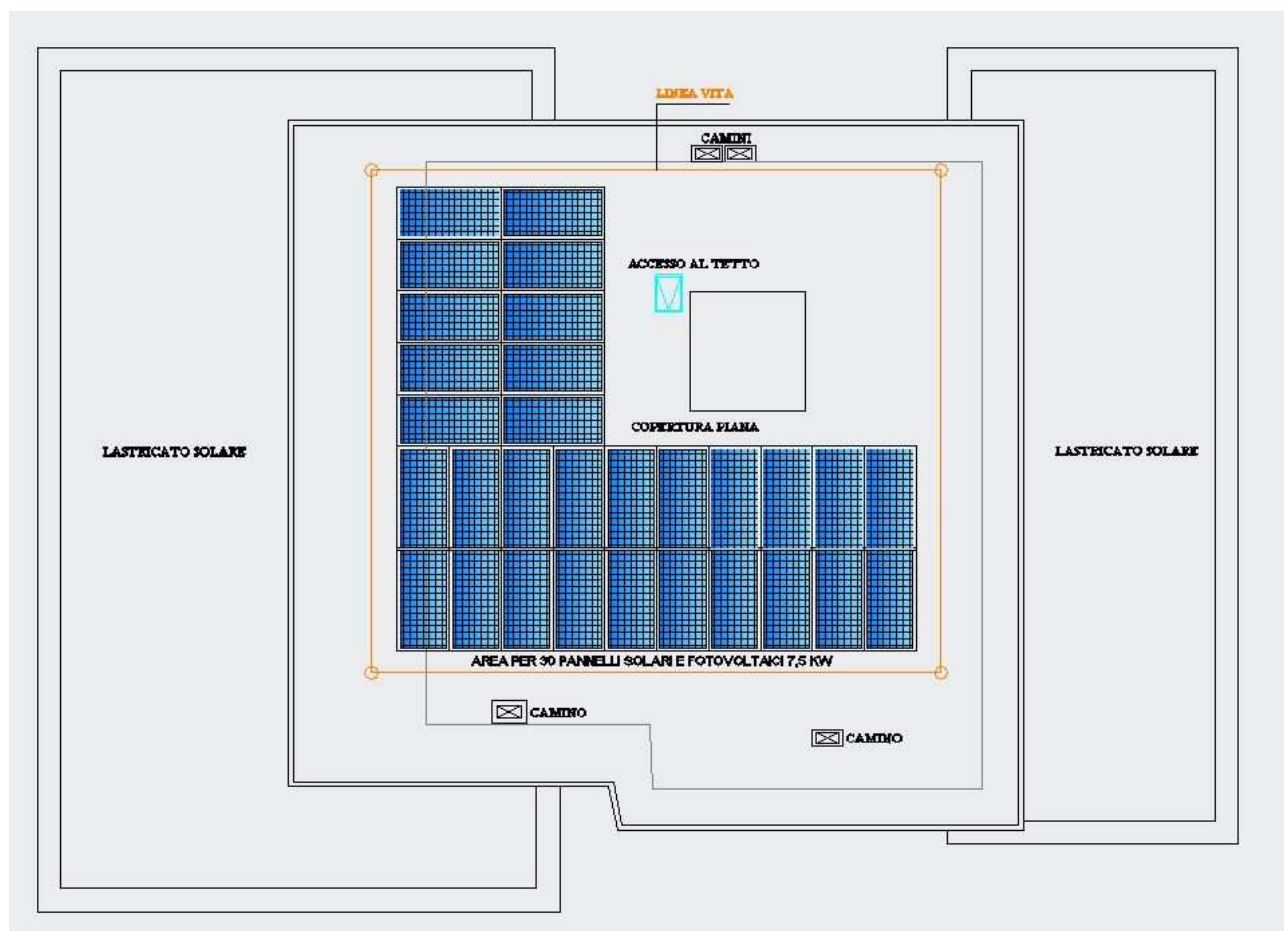 LINEA VITA
CAMINI
ACCESSO AL TETTO
COPERTURA PIANA
LASTRICATO SOLARE
LASTRICATO SOLARE
AREA PER 30 PANNELLI SOLARI E FOTOVOLTAICI 7,5 KW
CAMINO
CAMINO